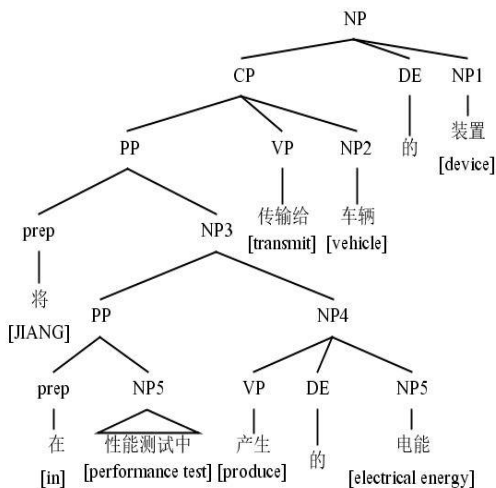 NP
CP DE NP1
PP VP NP2 的 装置
[device]
prep NP3 传输给 车辆
[transmit] [vehicle]
将
[JIANG] PP NP4
prep NP5 VP DE NP5
在 性能测试中 产生 的 电能
[in] [performance test] [produce] [electrical energy]